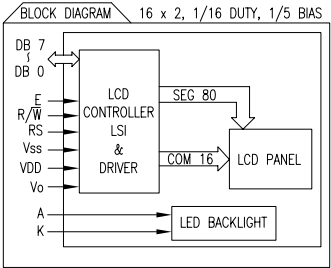 BLOCK DIAGRAM 16 x 2, 1/16 DUTY, 1/5 BIAS
DB 7
~
DB 0
E
R/W̅
RS
Vss
VDD
Vo
LCD
CONTROLLER
LSI
&
DRIVER
SEG 80
COM 16
LCD PANEL
A
K
LED BACKLIGHT